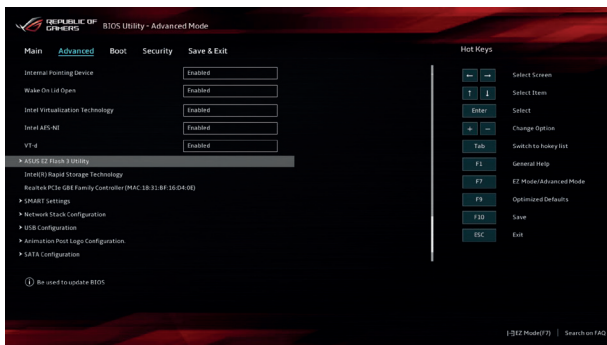 REPUBLIC OF
GAMERS
BIOS Utility - Advanced Mode
Main Advanced Boot Security Save & Exit
Internal Pointing Device Enabled
Wake On Lid Open Enabled
Intel Virtualization Technology Enabled
Intel AES-NI Enabled
VT-d Enabled
> ASUS EZ Flash 3 Utility
Intel(R) Rapid Storage Technology
Realtek PCIe GBE Family Controller (MAC:18:31:BF:16:D4:0E)
> SMART Settings
> Network Stack Configuration
> USB Configuration
> Animation Post Logo Configuration.
> SATA Configuration
i Be used to update BIOS
Hot Keys
← → Select Screen
↑ ↓ Select Item
Enter Select
+ - Change Option
Tab Switch to hokey list
F1 General Help
F7 EZ Mode/Advanced Mode
F9 Optimized Defaults
F10 Save
ESC Exit
EZ Mode(F7) | Search on FAQ